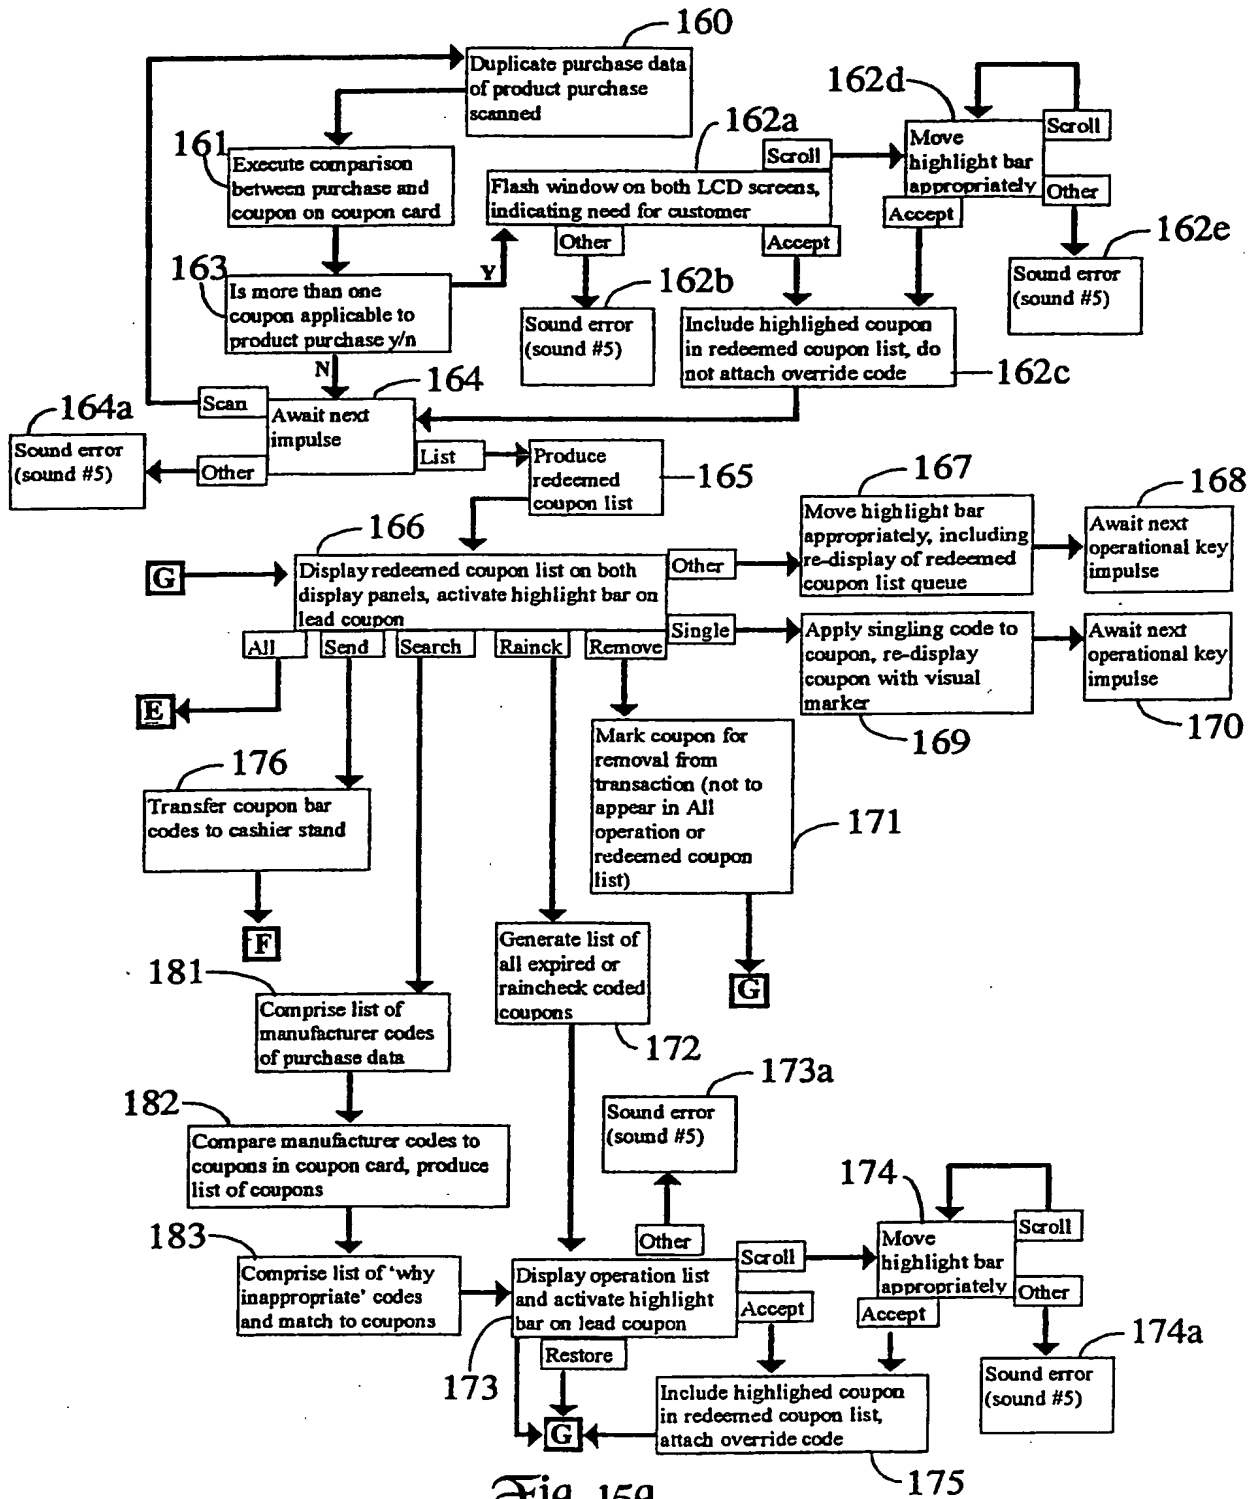 160
Duplicate purchase data
of product purchase
scanned
162d
Scroll
Move
highlight bar
appropriately
Other
Accept
162a
Scroll
161
Execute comparison
between purchase and
coupon on coupon card
Flash window on both LCD screens,
indicating need for customer
Other
Accept
162e
Sound error
(sound #5)
163
Y
Is more than one
coupon applicable to
product purchase y/n
N
162b
Sound error
(sound #5)
Include highlighed coupon
in redeemed coupon list, do
not attach override code
162c
164
164a
Scan
Await next
impulse
Sound error
(sound #5)
Other
List
Produce
redeemed
coupon list
165
167
Move highlight bar
appropriately, including
re-display of redeemed
coupon list queue
168
Await next
operational key
impulse
166
G
Display redeemed coupon list on both
display panels, activate highlight bar on
lead coupon
Other
Single
All
Send
Search
Rainck
Remove
Apply singling code to
coupon, re-display
coupon with visual
marker
169
Await next
operational key
impulse
170
E
176
Transfer coupon bar
codes to cashier stand
Mark coupon for
removal from
transaction (not to
appear in All
operation or
redeemed coupon
list)
171
F
G
181
Comprise list of
manufacturer codes
of purchase data
Generate list of
all expired or
raincheck coded
coupons
172
182
Compare manufacturer codes to
coupons in coupon card, produce
list of coupons
173a
Sound error
(sound #5)
174
Scroll
Move
highlight bar
appropriately
Other
Accept
183
Comprise list of ‘why
inappropriate’ codes
and match to coupons
Other
Scroll
Display operation list
and activate highlight
bar on lead coupon
Accept
Restore
173
174a
Sound error
(sound #5)
G
Include highlighed coupon
in redeemed coupon list,
attach override code
175
Fig. 159